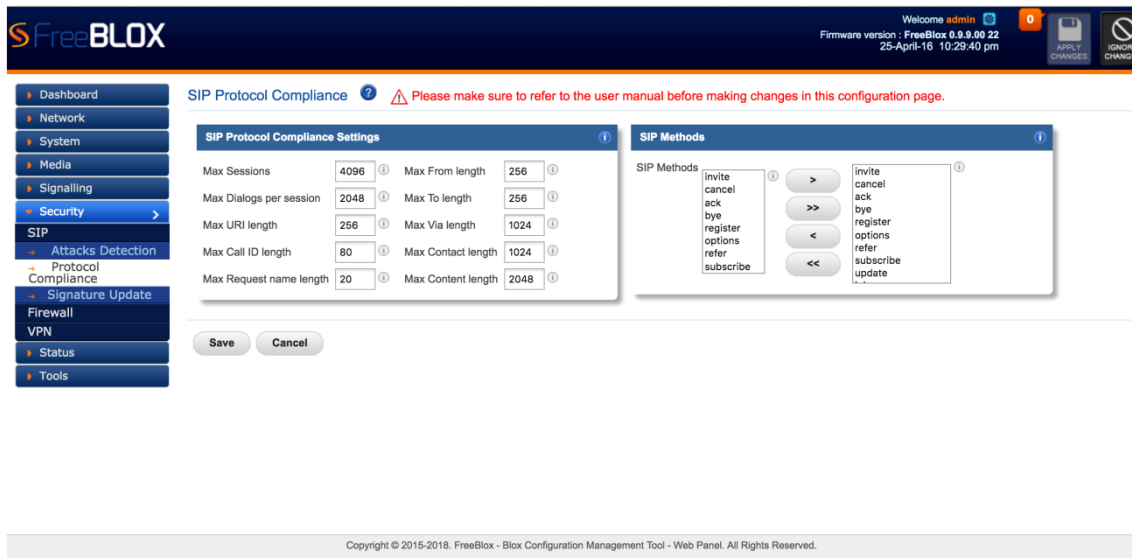 FreeBLOX
Welcome admin
Firmware version : FreeBlox 0.9.9.00 22
25-April-16 10:29:40 pm
0
APPLY
CHANGES
Dashboard
Network
System
Media
Signalling
Security
SIP
Attacks Detection
Protocol
Compliance
Signature Update
Firewall
VPN
Status
Tools
SIP Protocol Compliance ? Please make sure to refer to the user manual before making changes in this configuration page.
SIP Protocol Compliance Settings
Max Sessions 4096 Max From length 256
Max Dialogs per session 2048 Max To length 256
Max URI length 256 Max Via length 1024
Max Call ID length 80 Max Contact length 1024
Max Request name length 20 Max Content length 2048
SIP Methods
SIP Methods
invite
cancel
ack
bye
register
options
refer
subscribe
>
>>
<
<<
invite
cancel
ack
bye
register
options
refer
subscribe
update
Save Cancel
Copyright © 2015-2018. FreeBlox - Blox Configuration Management Tool - Web Panel. All Rights Reserved.